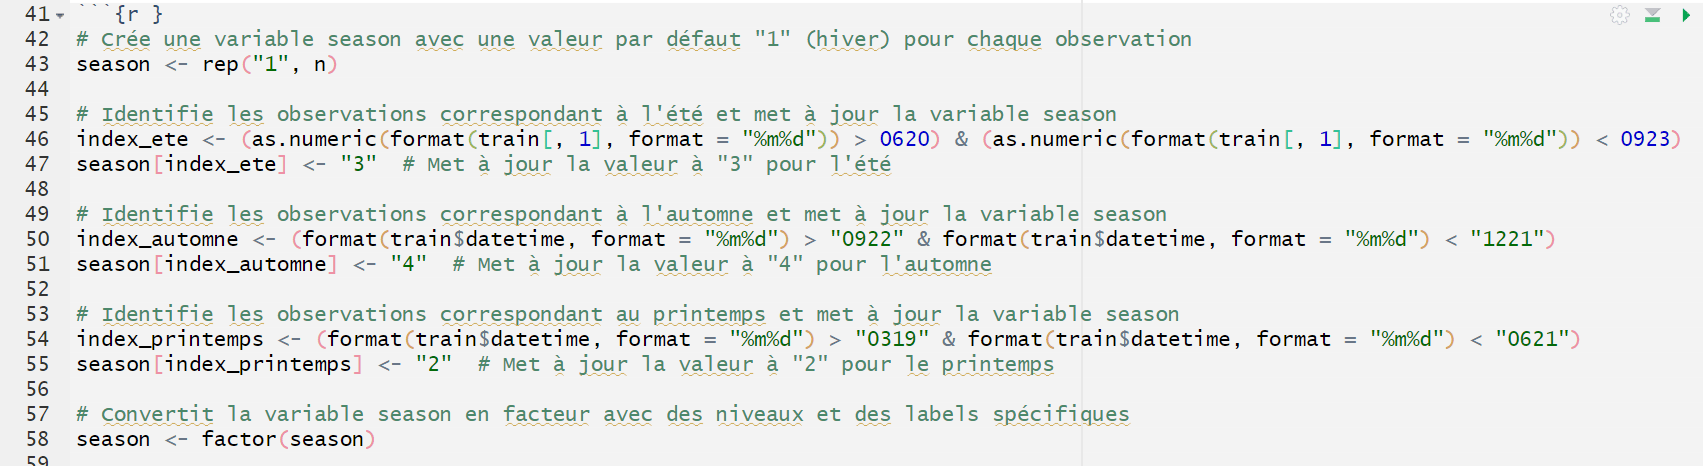 41 ```{r }
42 # Crée une variable season avec une valeur par défaut "1" (hiver) pour chaque observation
43 season <- rep("1", n)
44
45 # Identifie les observations correspondant à l'été et met à jour la variable season
46 index_ete <- (as.numeric(format(train[, 1], format = "%m%d")) > 0620) & (as.numeric(format(train[, 1], format = "%m%d")) < 0923)
47 season[index_ete] <- "3"  # Met à jour la valeur à "3" pour l'été
48
49 # Identifie les observations correspondant à l'automne et met à jour la variable season
50 index_automne <- (format(train$datetime, format = "%m%d") > "0922" & format(train$datetime, format = "%m%d") < "1221")
51 season[index_automne] <- "4"  # Met à jour la valeur à "4" pour l'automne
52
53 # Identifie les observations correspondant au printemps et met à jour la variable season
54 index_printemps <- (format(train$datetime, format = "%m%d") > "0319" & format(train$datetime, format = "%m%d") < "0621")
55 season[index_printemps] <- "2"  # Met à jour la valeur à "2" pour le printemps
56
57 # Convertit la variable season en facteur avec des niveaux et des labels spécifiques
58 season <- factor(season)
59